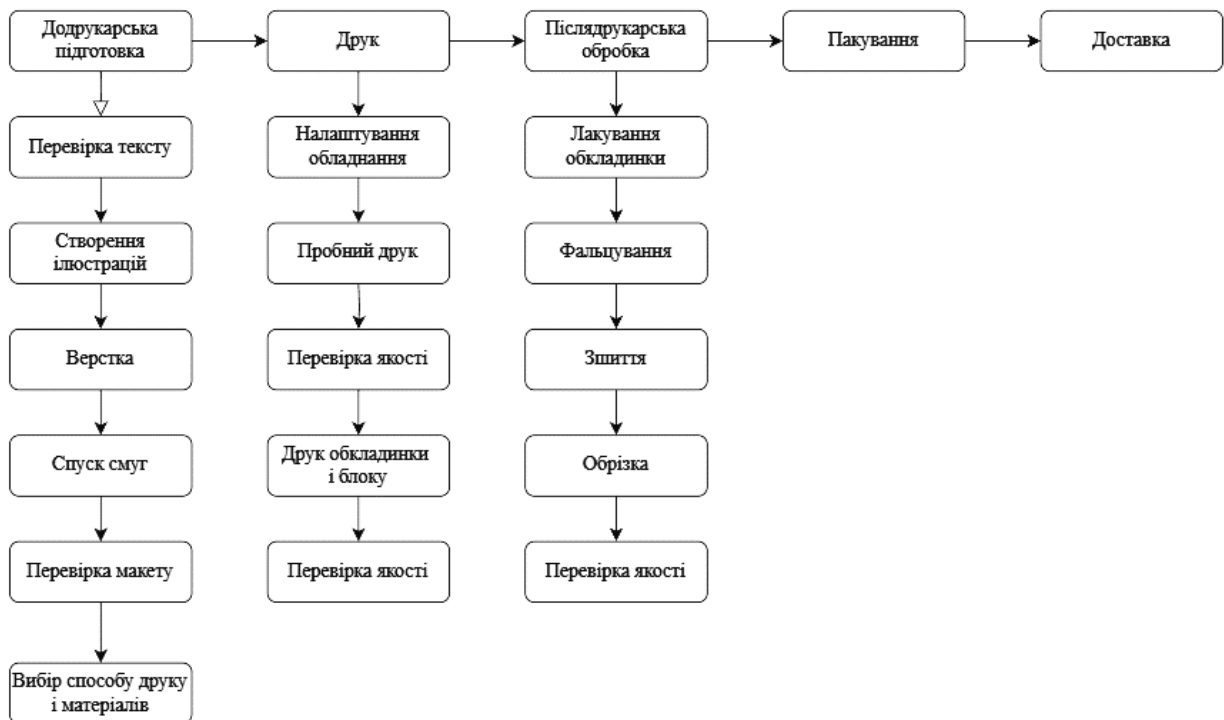 Додрукарська
підготовка
Друк
Післядрукарська
обробка
Пакування
Доставка
Перевірка тексту
Налаштування
обладнання
Лакування
обкладинки
Створення
ілюстрацій
Пробний друк
Фальцування
Верстка
Перевірка якості
Зшиття
Спуск смуг
Друк обкладинки
і блоку
Обрізка
Перевірка макету
Перевірка якості
Перевірка якості
Вибір способу друку
і матеріалів